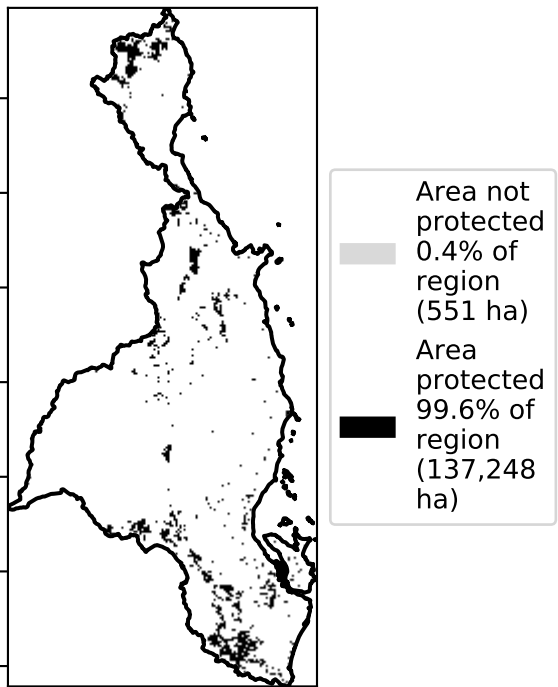 Area not
protected
0.4% of
region
(551 ha)
Area
protected
99.6% of
region
(137,248
ha)